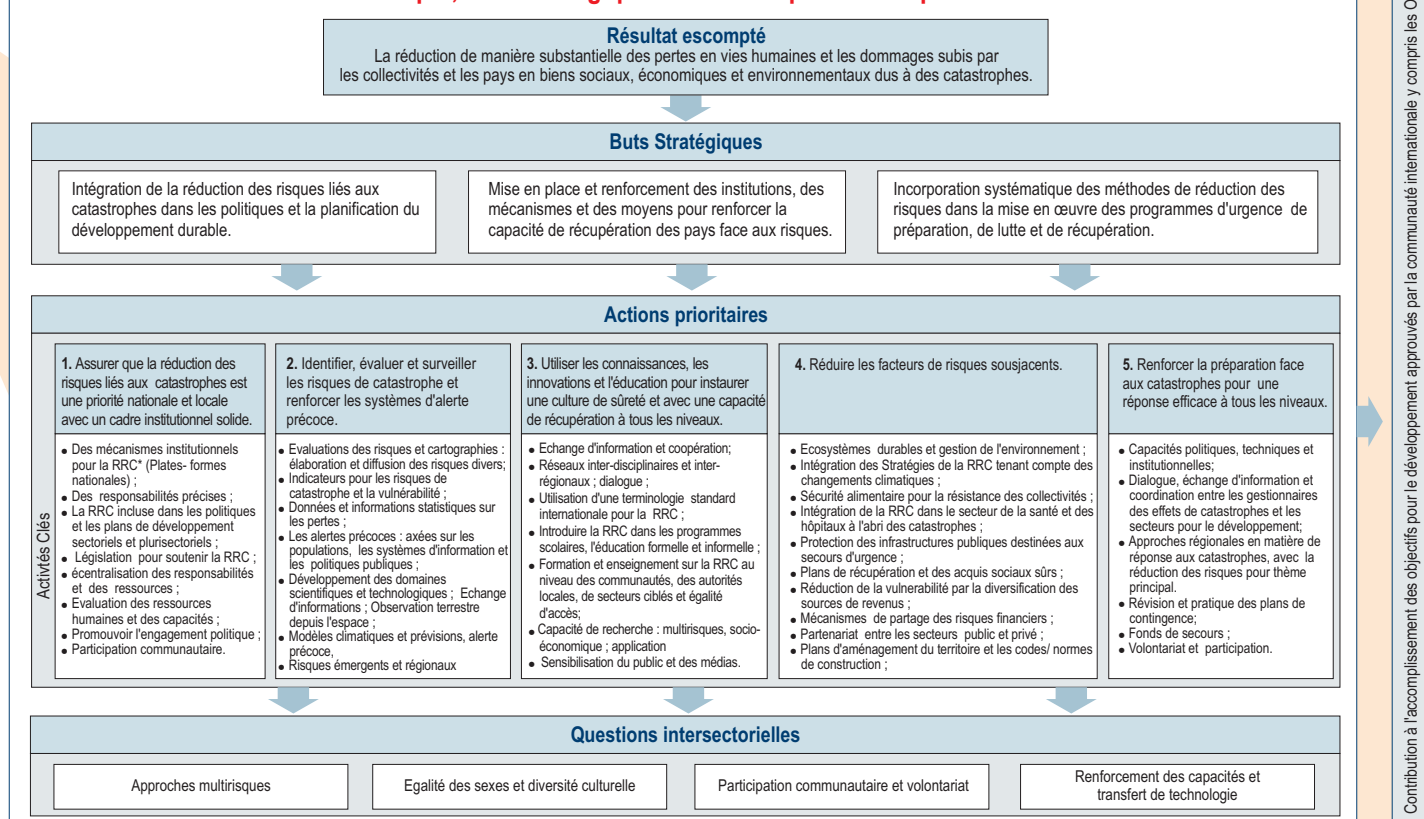 Résultat escompté
La réduction de manière substantielle des pertes en vies humaines et les dommages subis par
les collectivités et les pays en biens sociaux, économiques et environnementaux dus à des catastrophes.
Buts Stratégiques
Intégration de la réduction des risques liés aux
catastrophes dans les politiques et la planification du
développement durable.
Mise en place et renforcement des institutions, des
mécanismes et des moyens pour renforcer la
capacité de récupération des pays face aux risques.
Incorporation systématique des méthodes de réduction des
risques dans la mise en œuvre des programmes d'urgence de
préparation, de lutte et de récupération.
Actions prioritaires
Activtés Clés
1. Assurer que la réduction des
risques liés aux catastrophes est
une priorité nationale et locale
avec un cadre institutionnel solide.
• Des mécanismes institutionnels
pour la RRC* (Plates- formes
nationales) ;
• Des responsabilités précises ;
• La RRC incluse dans les politiques
et les plans de développement
sectoriels et plurisectoriels ;
• Législation pour soutenir la RRC ;
• écentralisation des responsabilités
et des ressources ;
• Evaluation des ressources
humaines et des capacités ;
• Promouvoir l'engagement politique ;
• Participation communautaire.
2. Identifier, évaluer et surveiller
les risques de catastrophe et
renforcer les systèmes d'alerte
précoce.
• Evaluations des risques et cartographies :
élaboration et diffusion des risques divers;
• Indicateurs pour les risques de
catastrophe et la vulnérabilité ;
• Données et informations statistiques sur
les pertes ;
• Les alertes précoces : axées sur les
populations, les systèmes d'information et
les politiques publiques ;
• Développement des domaines
scientifiques et technologiques ; Echange
d'informations ; Observation terrestre
depuis l'espace ;
• Modèles climatiques et prévisions, alerte
précoce,
• Risques émergents et régionaux
3. Utiliser les connaissances, les
innovations et l'éducation pour instaurer
une culture de sûreté et avec une capacité
de récupération à tous les niveaux.
• Echange d'information et coopération;
• Réseaux inter-disciplinaires et inter-
régionaux ; dialogue ;
• Utilisation d'une terminologie standard
internationale pour la RRC ;
• Introduire la RRC dans les programmes
scolaires, l'éducation formelle et informelle ;
• Formation et enseignement sur la RRC au
niveau des communautés, des autorités
locales, de secteurs ciblés et égalité
d'accès;
• Capacité de recherche : multirisques, socio-
économique ; application
• Sensibilisation du public et des médias.
4. Réduire les facteurs de risques sousjacents.
• Ecosystèmes durables et gestion de l'environnement ;
• Intégration des Stratégies de la RRC tenant compte des
changements climatiques ;
• Sécurité alimentaire pour la résistance des collectivités ;
• Intégration de la RRC dans le secteur de la santé et des
hôpitaux à l'abri des catastrophes ;
• Protection des infrastructures publiques destinées aux
secours d'urgence ;
• Plans de récupération et des acquis sociaux sûrs ;
• Réduction de la vulnerabilité par la diversification des
sources de revenus ;
• Mécanismes de partage des risques financiers ;
• Partenariat entre les secteurs public et privé ;
• Plans d'aménagement du territoire et les codes/ normes
de construction ;
5. Renforcer la préparation face
aux catastrophes pour une
réponse efficace à tous les niveaux.
• Capacités politiques, techniques et
institutionnelles;
• Dialogue, échange d'information et
coordination entre les gestionnaires
des effets de catastrophes et les
secteurs pour le développement;
• Approches régionales en matière de
réponse aux catastrophes, avec la
réduction des risques pour thème
principal.
• Révision et pratique des plans de
contingence;
• Fonds de secours ;
• Volontariat et participation.
Questions intersectorielles
Approches multirisques
Egalité des sexes et diversité culturelle
Participation communautaire et volontariat
Renforcement des capacités et
transfert de technologie
Contribution à l'accomplissement des objectifs pour le développement approuvés par la communauté internationale y compris les